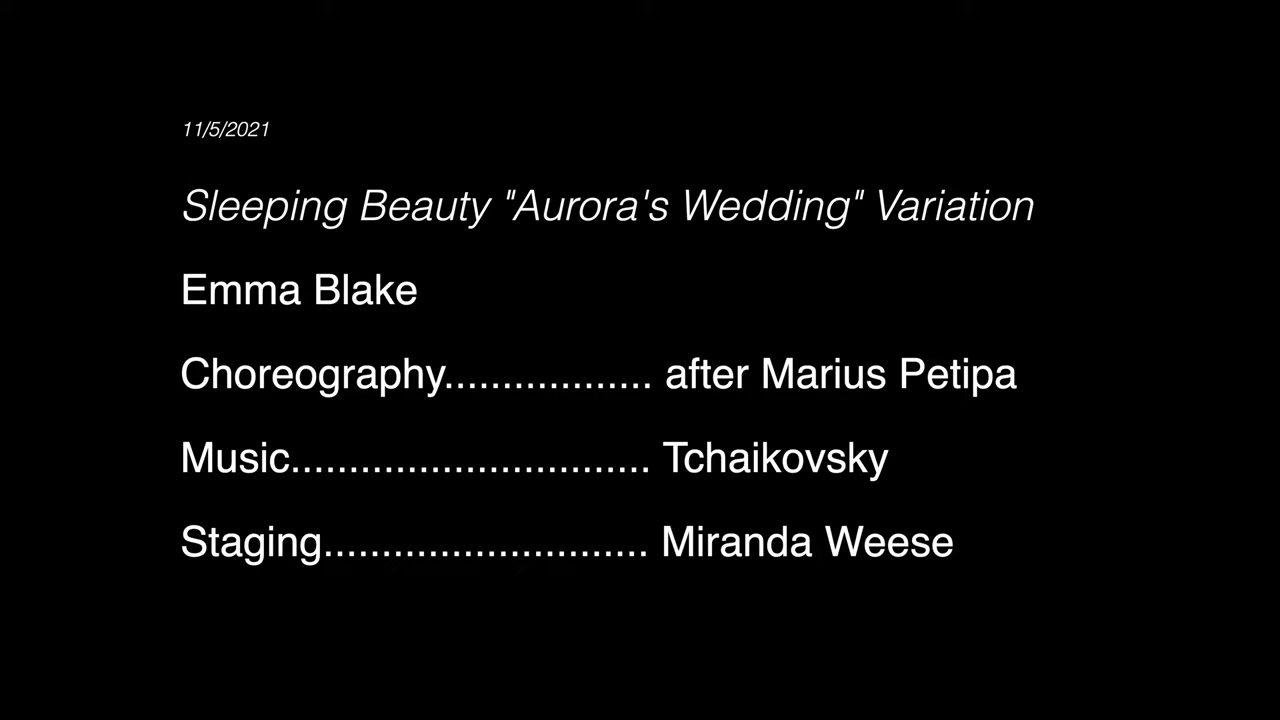 11/5/2021
Sleeping Beauty "Aurora's Wedding" Variation
Emma Blake
Choreography.................. after Marius Petipa
Music............................... Tchaikovsky
Staging............................ Miranda Weese